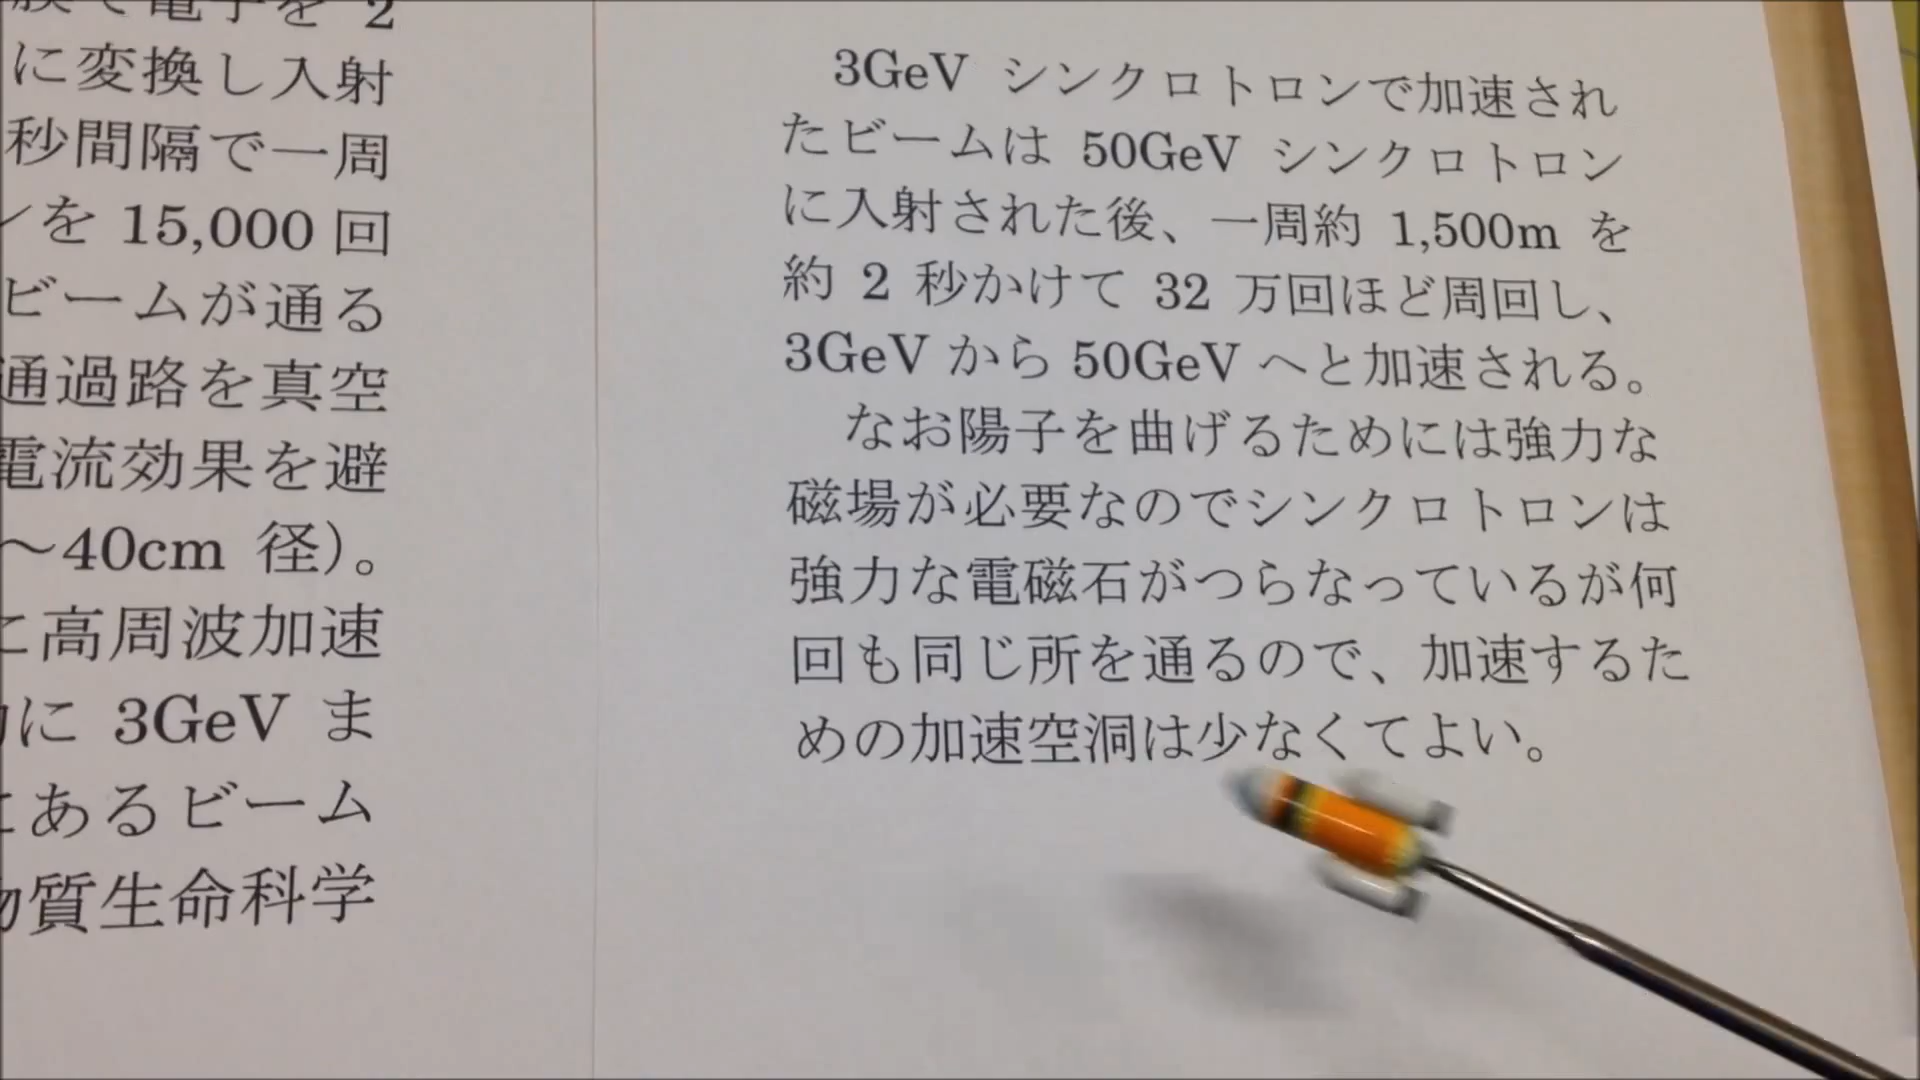 膜で電子を 2
に変換し入射
秒間隔で一周
ンを 15,000 回
ビームが通る
通過路を真空
電流効果を避
～40cm 径）。
に高周波加速
に 3GeV ま
にあるビーム
物質生命科学
3GeV シンクロトロンで加速され
たビームは 50GeV シンクロトロン
に入射された後、一周約 1,500m を
約 2 秒かけて 32 万回ほど周回し、
3GeV から 50GeV へと加速される。
なお陽子を曲げるためには強力な
磁場が必要なのでシンクロトロンは
強力な電磁石がつらなっているが何
回も同じ所を通るので、加速するた
めの加速空洞は少なくてよい。